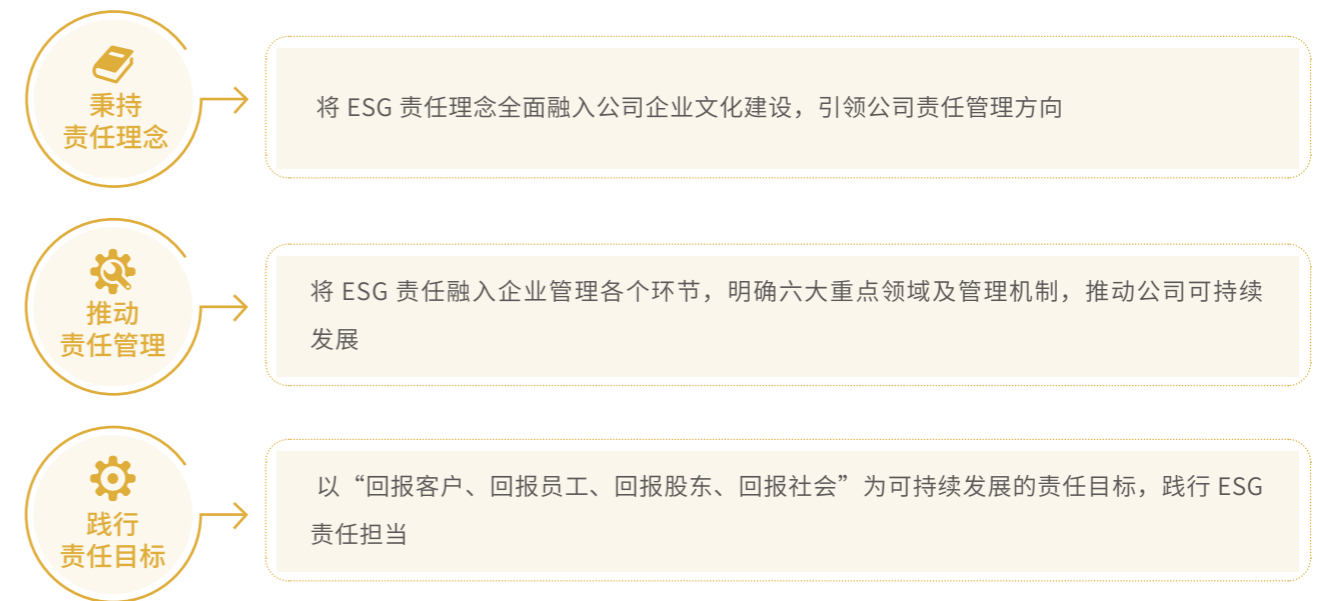 秉持
责任理念
将 ESG 责任理念全面融入公司企业文化建设，引领公司责任管理方向
推动
责任管理
将 ESG 责任融入企业管理各个环节，明确六大重点领域及管理机制，推动公司可持续
发展
践行
责任目标
以“回报客户、回报员工、回报股东、回报社会”为可持续发展的责任目标，践行 ESG
责任担当